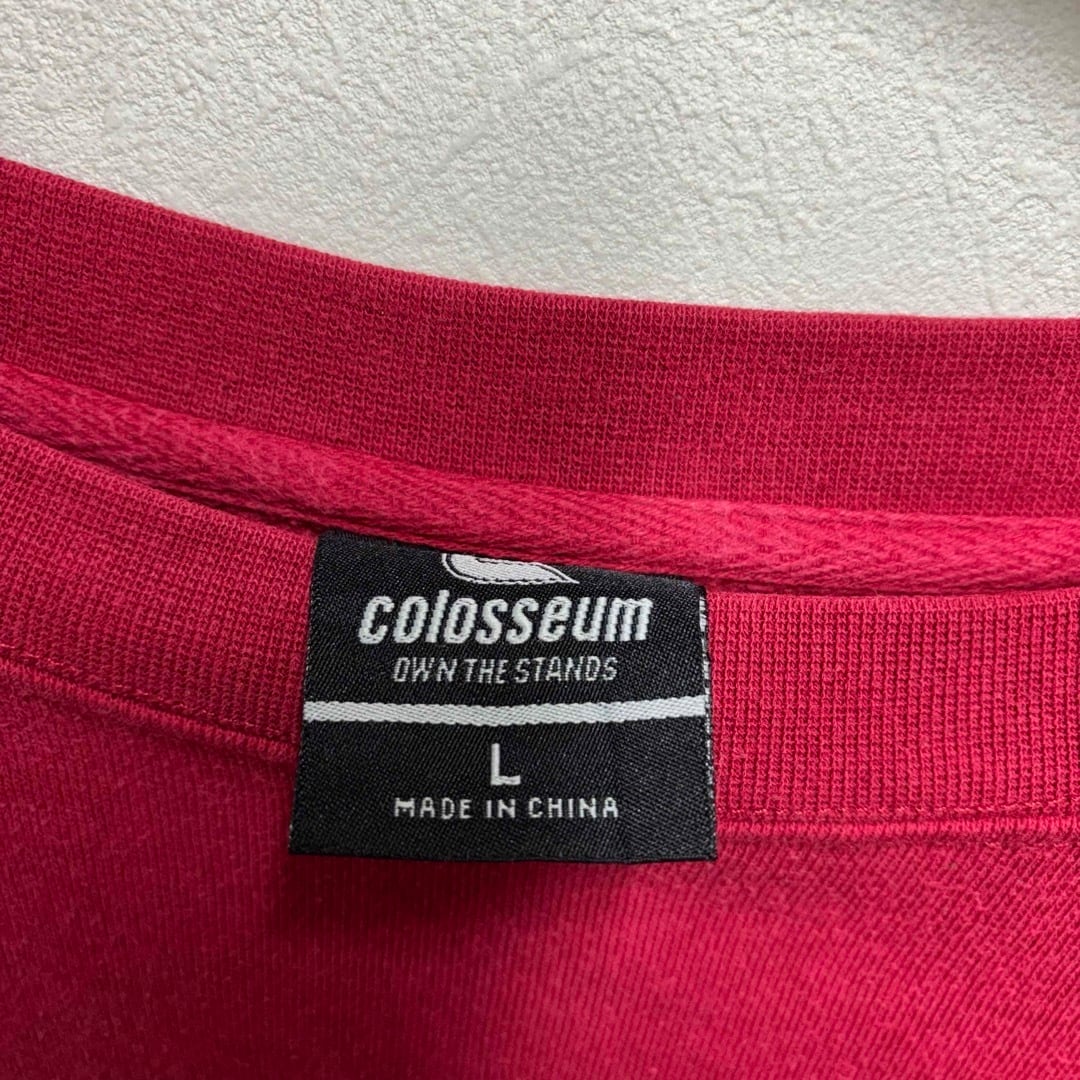 colosseum
OWN THE STANDS
L
MADE IN CHINA